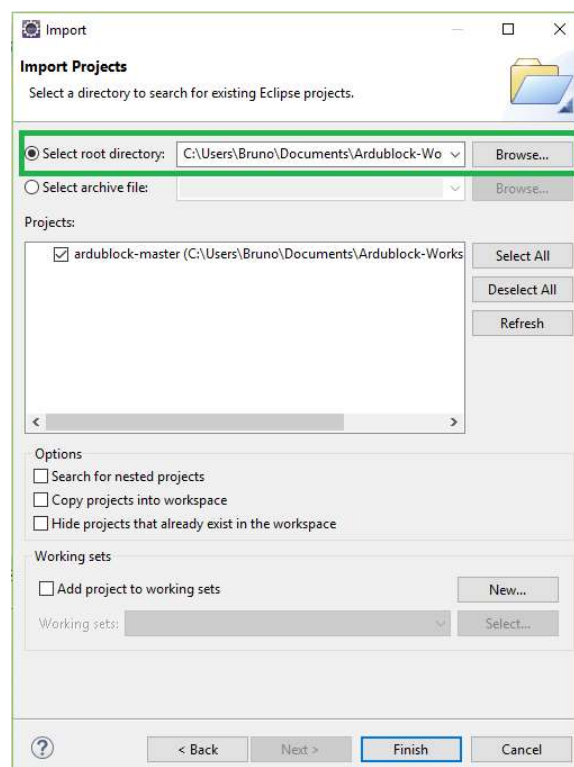 Import
Import Projects
Select a directory to search for existing Eclipse projects.
Select root directory: C:\Users\Bruno\Documents\Ardublock-Wo Browse...
Select archive file: Browse...
Projects:
ardublock-master (C:\Users\Bruno\Documents\Ardublock-Works Select All
Deselect All
Refresh
Options
Search for nested projects
Copy projects into workspace
Hide projects that already exist in the workspace
Working sets
Add project to working sets New...
Working sets: Select...
? < Back Next > Finish Cancel